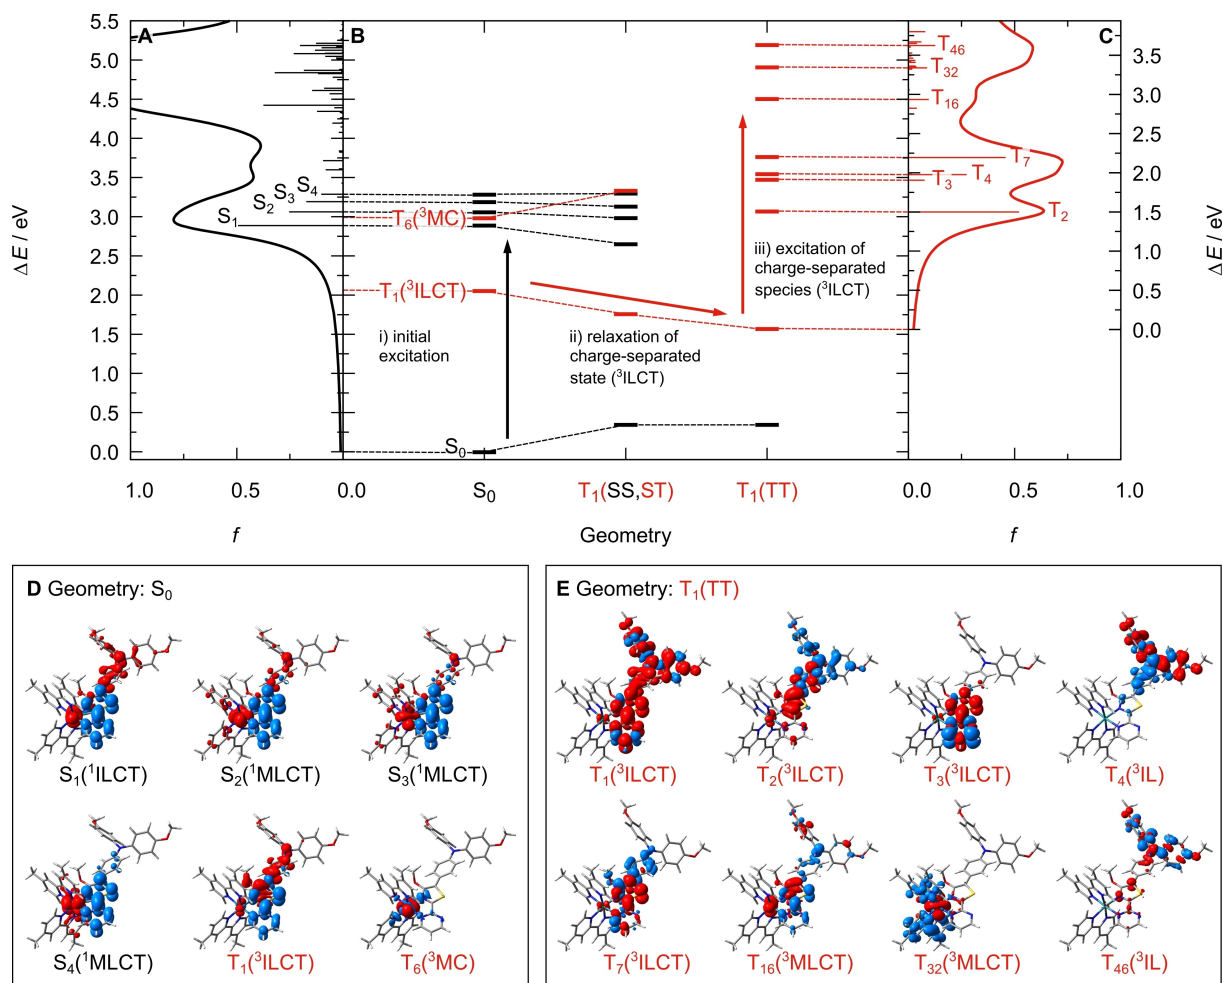 A
B
C
5.5
5.0
4.5
4.0
3.5
3.0
2.5
2.0
1.5
1.0
0.5
0.0
ΔE / eV
S₁
S₂
S₃
S₄
T₆(³MC)
T₁(³ILCT)
S₀
i) initial
excitation
ii) relaxation of
charge-separated
state (³ILCT)
iii) excitation of
charge-separated
species (³ILCT)
T₄₆
T₃₂
T₁₆
T₇
T₃
T₄
T₂
3.5
3.0
2.5
2.0
1.5
1.0
0.5
0.0
ΔE / eV
1.0 0.5 0.0 S₀ T₁(SS,ST) T₁(TT) 0.0 0.5 1.0
f Geometry f
D Geometry: S₀
S₁(¹ILCT) S₂(¹MLCT) S₃(¹MLCT)
S₄(¹MLCT) T₁(³ILCT) T₆(³MC)
E Geometry: T₁(TT)
T₁(³ILCT) T₂(³ILCT) T₃(³ILCT) T₄(³IL)
T₇(³ILCT) T₁₆(³MLCT) T₃₂(³MLCT) T₄₆(³IL)